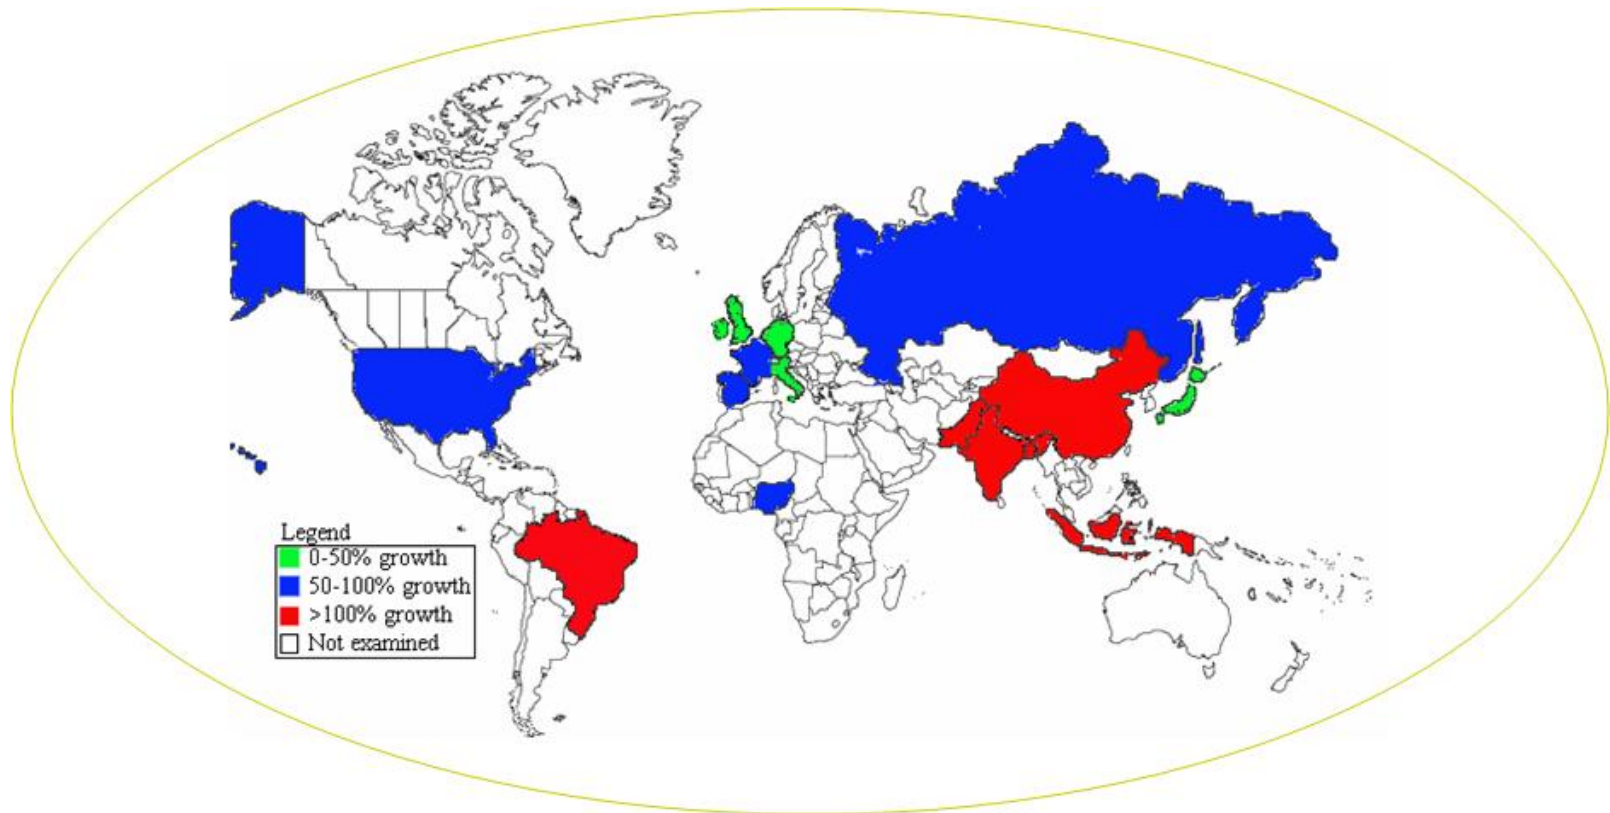 Legend
0-50% growth
50-100% growth
>100% growth
Not examined